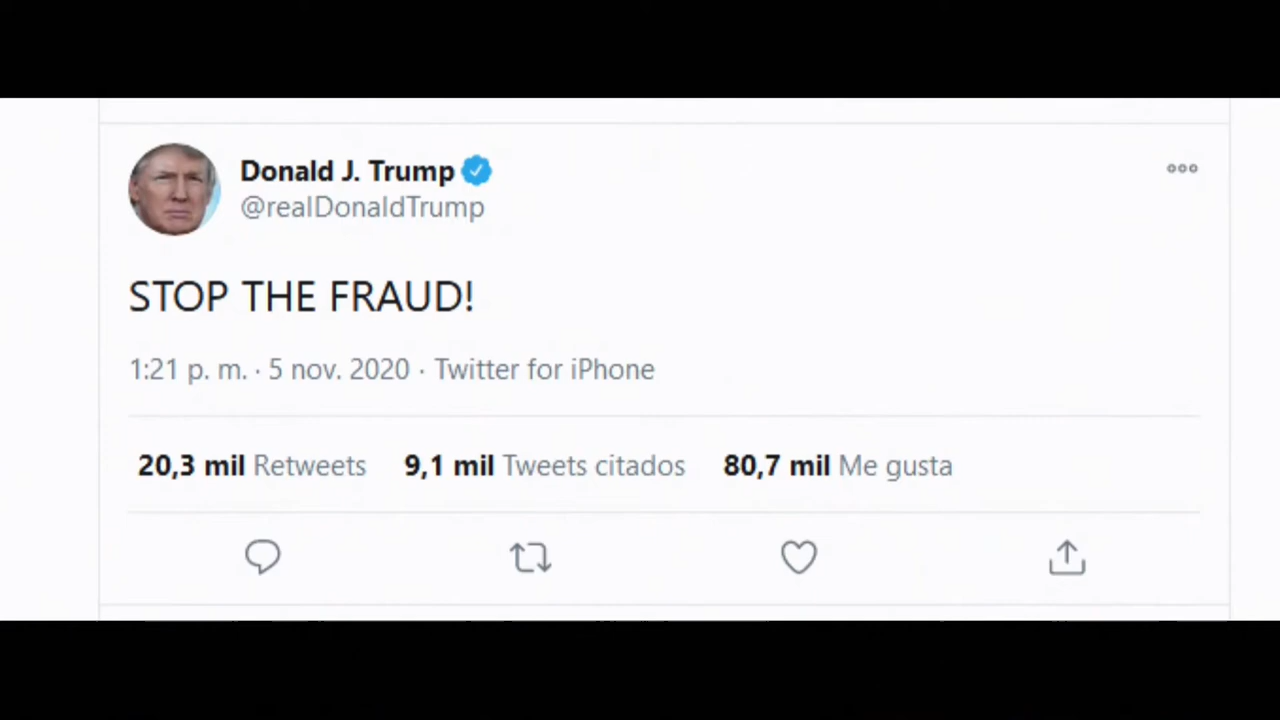 Donald J. Trump
@realDonaldTrump
STOP THE FRAUD!
1:21 p. m. · 5 nov. 2020 · Twitter for iPhone
20,3 mil Retweets 9,1 mil Tweets citados 80,7 mil Me gusta